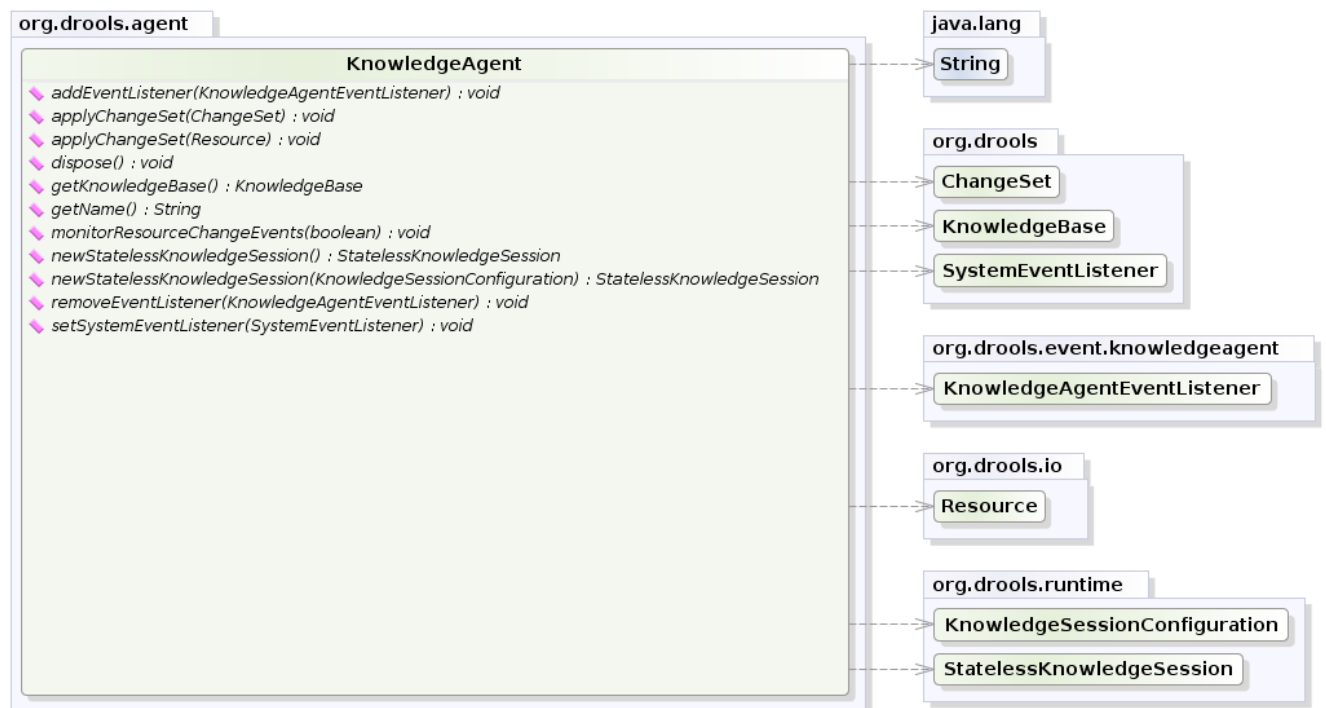 org.drools.agent
KnowledgeAgent
addEventListener(KnowledgeAgentEventListener) : void
applyChangeSet(ChangeSet) : void
applyChangeSet(Resource) : void
dispose() : void
getKnowledgeBase() : KnowledgeBase
getName() : String
monitorResourceChangeEvents(boolean) : void
newStatelessKnowledgeSession() : StatelessKnowledgeSession
newStatelessKnowledgeSession(KnowledgeSessionConfiguration) : StatelessKnowledgeSession
removeEventListener(KnowledgeAgentEventListener) : void
setSystemEventListener(SystemEventListener) : void
java.lang
String
org.drools
ChangeSet
KnowledgeBase
SystemEventListener
org.drools.event.knowledgeagent
KnowledgeAgentEventListener
org.drools.io
Resource
org.drools.runtime
KnowledgeSessionConfiguration
StatelessKnowledgeSession